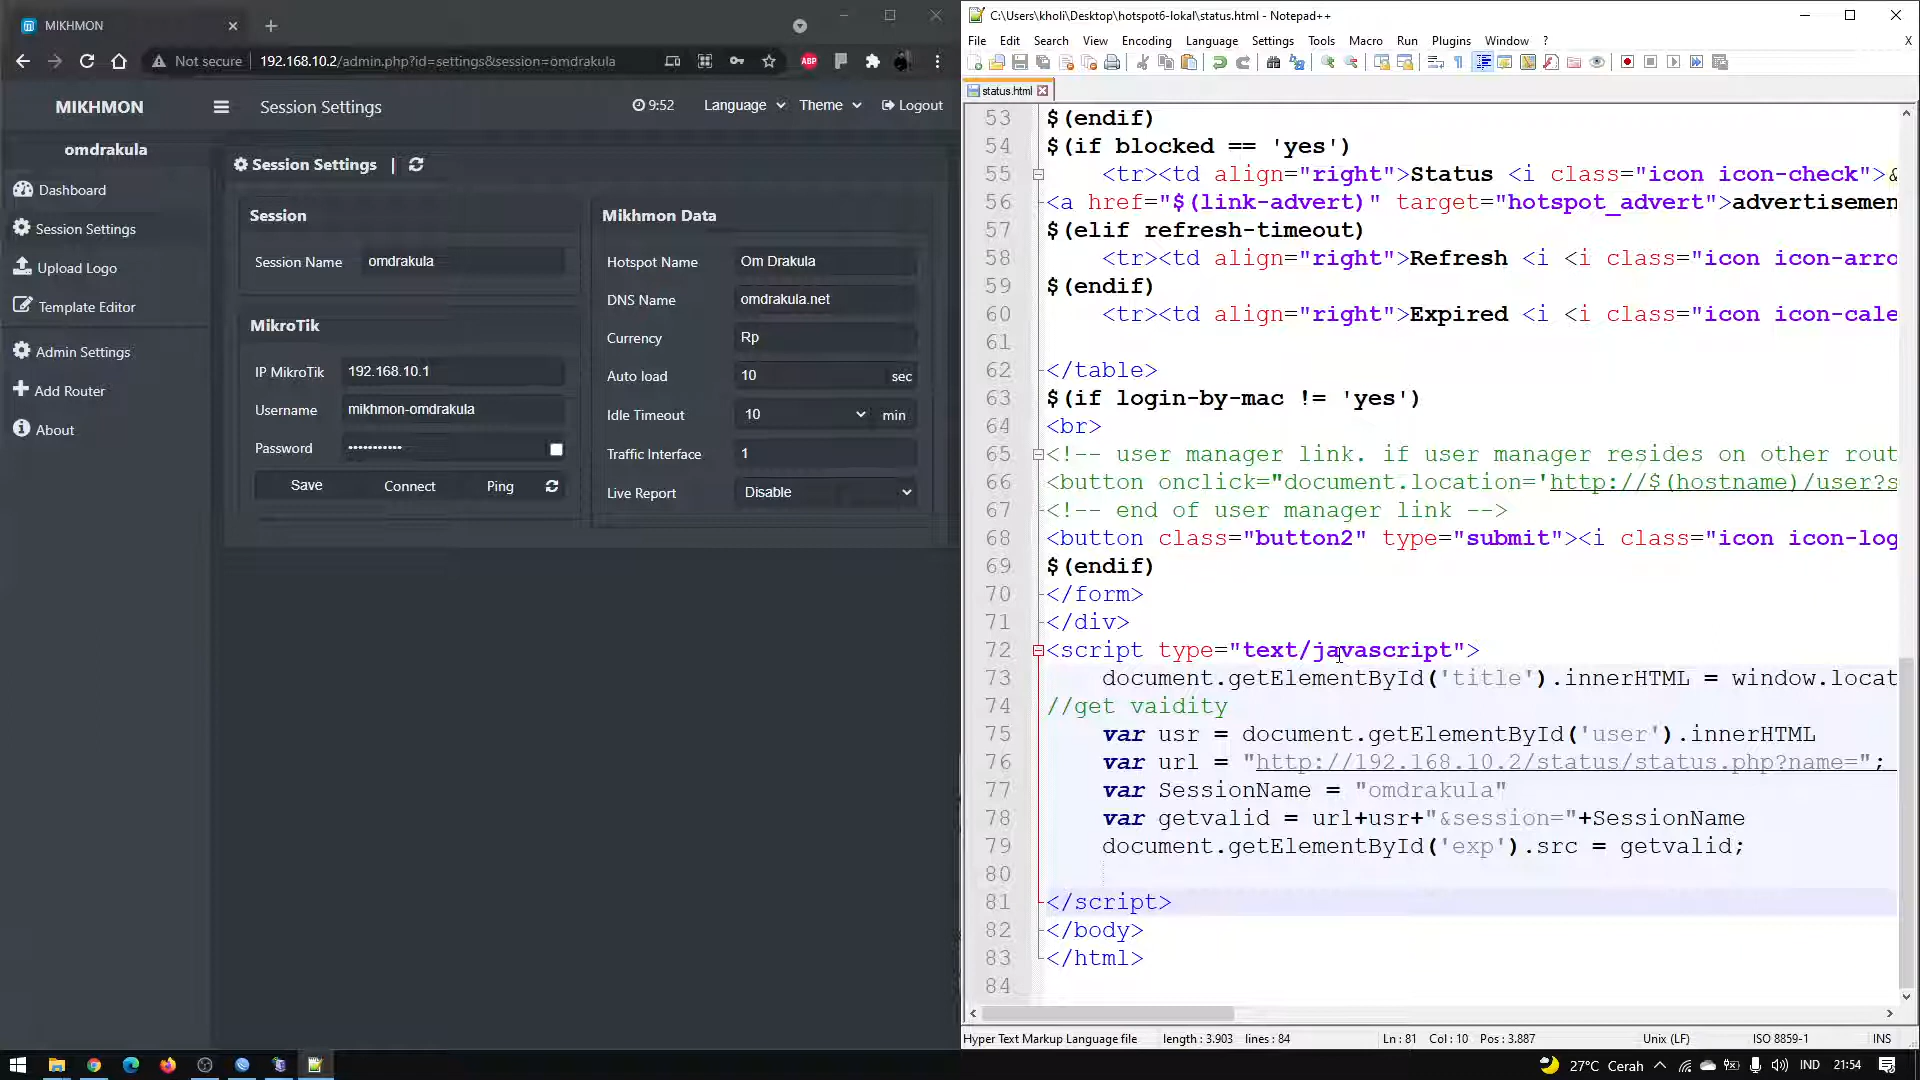 MIKHMON
Not secure 192.168.10.2/admin.php?id=settings&session=omdrakula
ABP
MIKHMON
Session Settings
9:52
Language
Theme
Logout
omdrakula
Dashboard
Session Settings
Upload Logo
Template Editor
Admin Settings
Add Router
About
Session Settings |
Session
Session Name omdrakula
MikroTik
IP MikroTik 192.168.10.1
Username mikhmon-omdrakula
Password ···········
Save Connect Ping
Mikhmon Data
Hotspot Name Om Drakula
DNS Name omdrakula.net
Currency Rp
Auto load 10 sec
Idle Timeout 10 min
Traffic Interface 1
Live Report Disable
C:\Users\kholi\Desktop\hotspot6-lokal\status.html - Notepad++
File Edit Search View Encoding Language Settings Tools Macro Run Plugins Window ? X
status.html
53 $(endif)
54 $(if blocked == 'yes')
55 <tr><td align="right">Status <i class="icon icon-check">&
56 <a href="$(link-advert)" target="hotspot_advert">advertisemen
57 $(elif refresh-timeout)
58 <tr><td align="right">Refresh <i <i class="icon icon-arro
59 $(endif)
60 <tr><td align="right">Expired <i <i class="icon icon-cale
61
62 </table>
63 $(if login-by-mac != 'yes')
64 <br>
65 <!-- user manager link. if user manager resides on other rout
66 <button onclick="document.location='http://$(hostname)/user?s
67 <!-- end of user manager link -->
68 <button class="button2" type="submit"><i class="icon icon-log
69 $(endif)
70 </form>
71 </div>
72 <script type="text/javascript">
73 document.getElementById('title').innerHTML = window.locat
74 //get vaidity
75 var usr = document.getElementById('user').innerHTML
76 var url = "http://192.168.10.2/status/status.php?name=";
77 var SessionName = "omdrakula"
78 var getvalid = url+usr+"&session="+SessionName
79 document.getElementById('exp').src = getvalid;
80
81 </script>
82 </body>
83 </html>
84
Hyper Text Markup Language file length : 3.903 lines : 84 Ln : 81 Col : 10 Pos : 3.887 Unix (LF) ISO 8859-1 INS
27°C Cerah IND 21:54